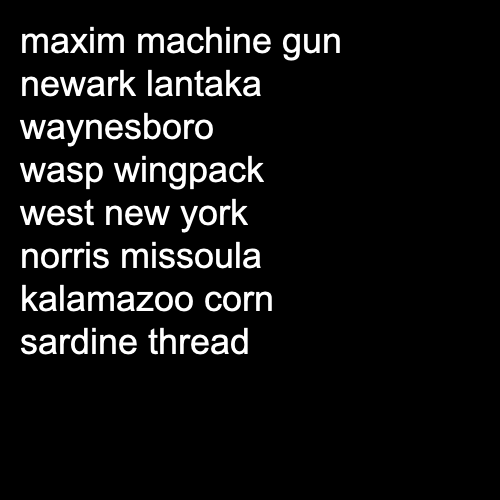 maxim machine gun
newark lantaka
waynesboro
wasp wingpack
west new york
norris missoula
kalamazoo corn
sardine thread